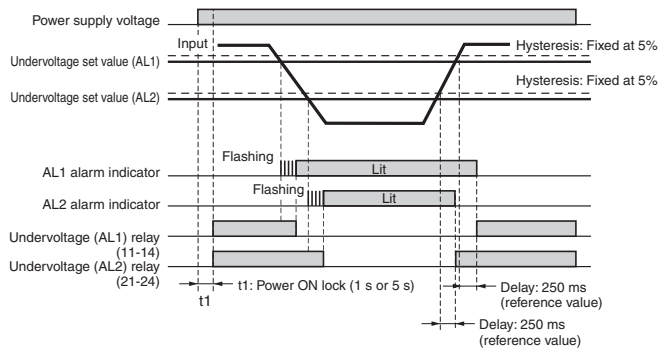 Power supply voltage
Input
Hysteresis: Fixed at 5%
Undervoltage set value (AL1)
Hysteresis: Fixed at 5%
Undervoltage set value (AL2)
Flashing
AL1 alarm indicator
Lit
Flashing
AL2 alarm indicator
Lit
Undervoltage (AL1) relay
(11-14)
Undervoltage (AL2) relay
(21-24)
t1: Power ON lock (1 s or 5 s)
t1
Delay: 250 ms
(reference value)
Delay: 250 ms
(reference value)